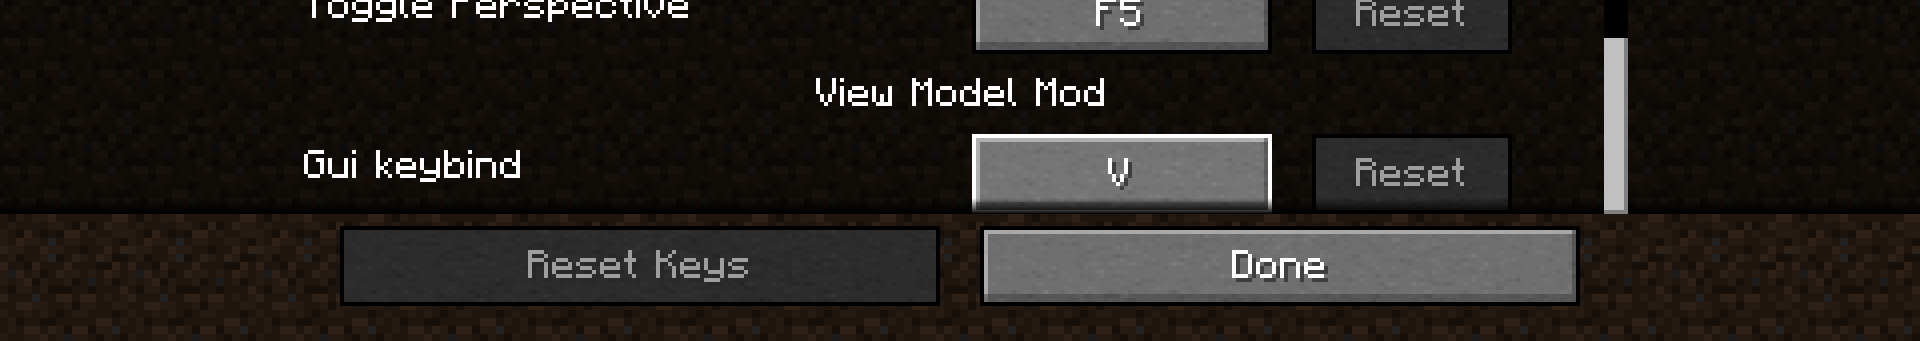 Toggle Perspective F5 Reset
View Model Mod
Gui keybind V Reset
Reset Keys Done